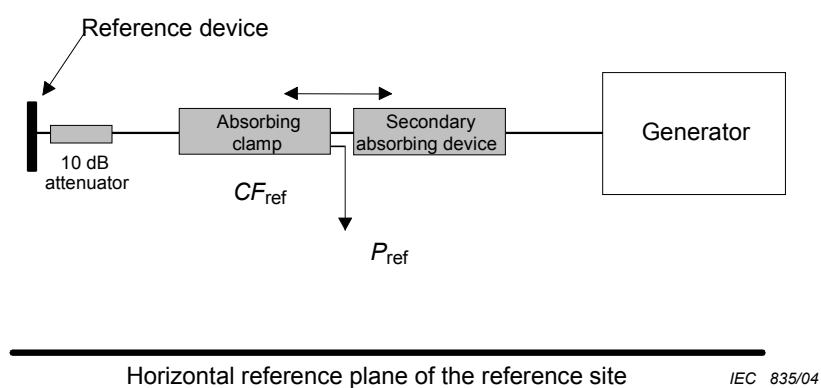 Reference device
10 dB
attenuator
Absorbing
clamp
Secondary
absorbing device
Generator
CFref
Pref
Horizontal reference plane of the reference site
IEC 835/04